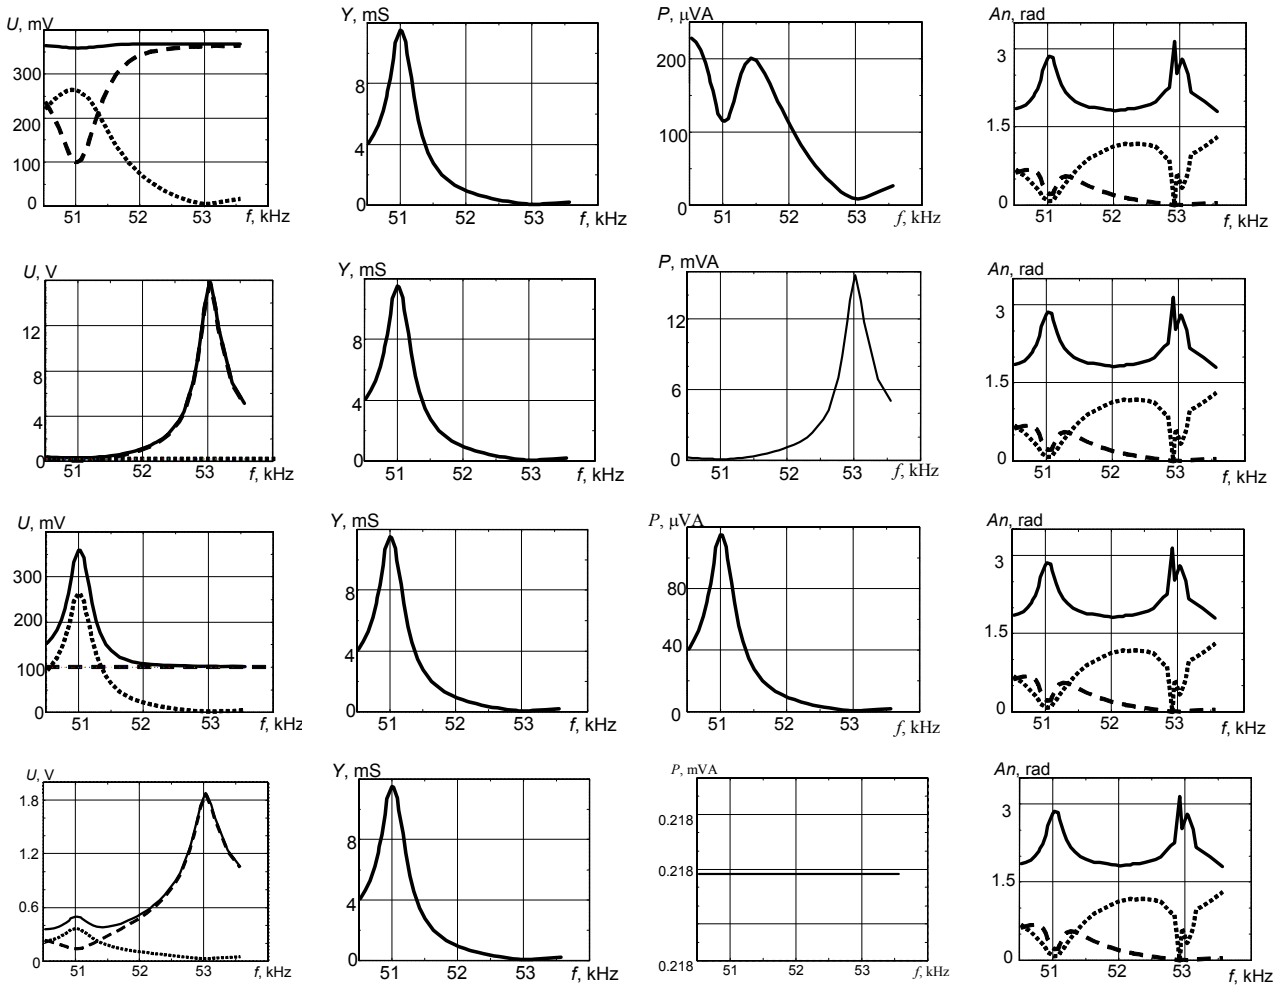 U, mV
300
200
100
0
51 52 53 f, kHz
Y, mS
8
4
0
51 52 53 f, kHz
P, μVA
200
100
0
51 52 53 f, kHz
An, rad
3
1.5
0
51 52 53 f, kHz
U, V
12
8
4
0
51 52 53 f, kHz
Y, mS
8
4
0
51 52 53 f, kHz
P, mVA
12
6
0
51 52 53 f, kHz
An, rad
3
1.5
0
51 52 53 f, kHz
U, mV
300
200
100
0
51 52 53 f, kHz
Y, mS
8
4
0
51 52 53 f, kHz
P, μVA
80
40
0
51 52 53 f, kHz
An, rad
3
1.5
0
51 52 53 f, kHz
U, V
1.8
1.2
0.6
0
51 52 53 f, kHz
Y, mS
8
4
0
51 52 53 f, kHz
P, mVA
0.218
0.218
0.218
51 52 53 f, kHz
An, rad
3
1.5
0
51 52 53 f, kHz